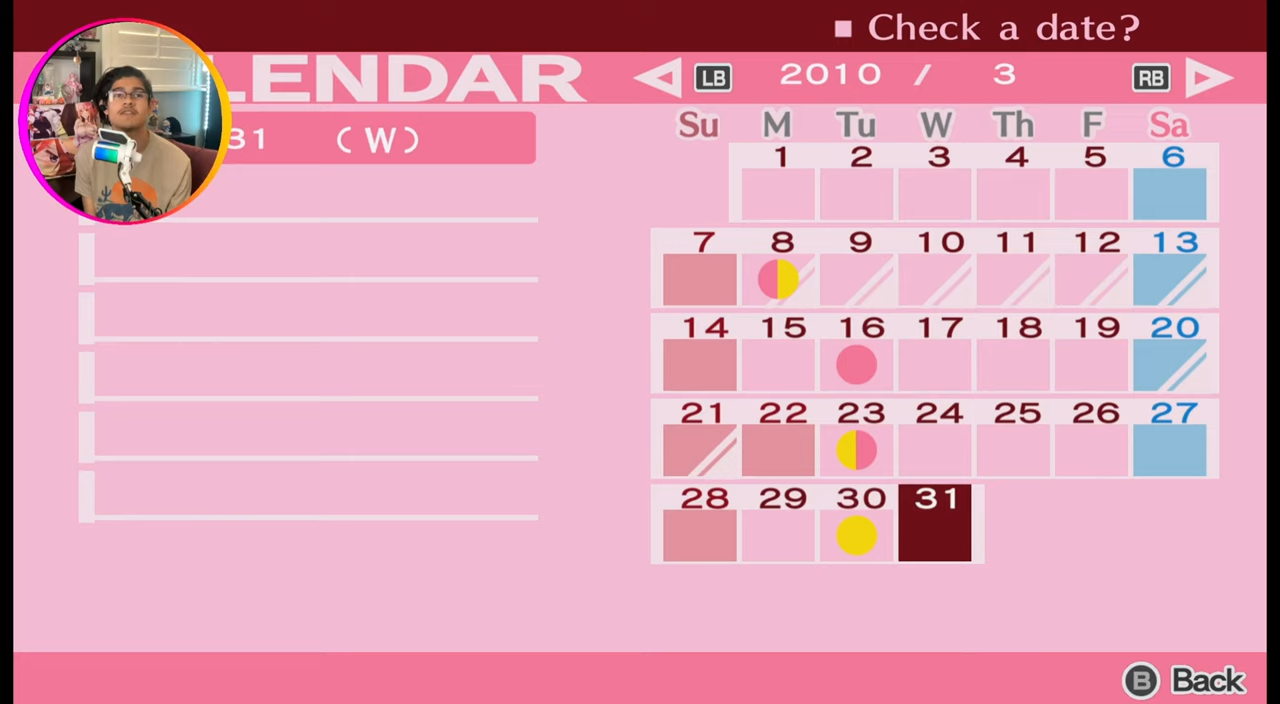 ■ Check a date?
LENDAR
LB 2010 / 3 RB
31 (W)
Su M Tu W Th F Sa
1 2 3 4 5 6
7 8 9 10 11 12 13
14 15 16 17 18 19 20
21 22 23 24 25 26 27
28 29 30 31
B Back